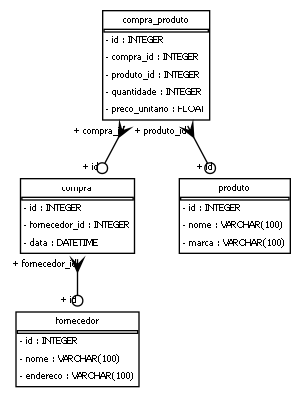 compra_produto
- id : INTEGER
- compra_id : INTEGER
- produto_id : INTEGER
- quantidade : INTEGER
- preco_unitario : FLOAT
+ compra_id
+ produto_id
+ id
+ id
compra
- id : INTEGER
- fornecedor_id : INTEGER
- data : DATETIME
produto
- id : INTEGER
- nome : VARCHAR(100)
- marca : VARCHAR(100)
+ fornecedor_id
+ id
fornecedor
- id : INTEGER
- nome : VARCHAR(100)
- endereco : VARCHAR(100)